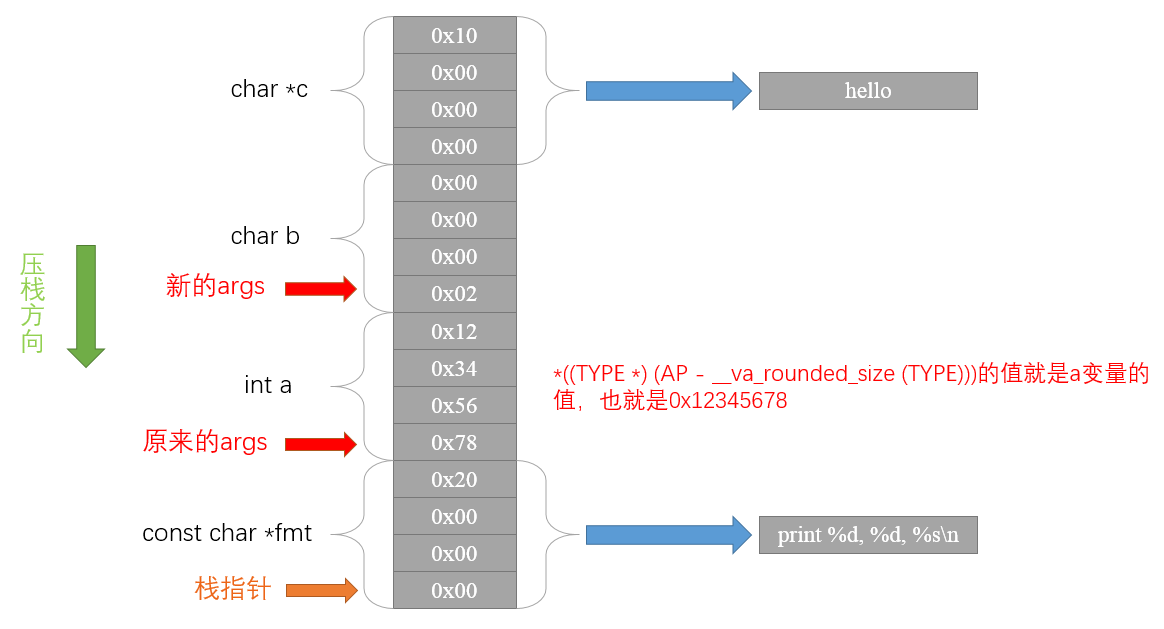 0x10
char *c
0x00
hello
0x00
0x00
0x00
0x00
char b
0x00
新的args
0x02
压栈方向
0x12
0x34
int a
*((TYPE *) (AP - __va_rounded_size (TYPE)))的值就是a变量的
值，也就是0x12345678
0x56
原来的args
0x78
0x20
0x00
const char *fmt
print %d, %d, %s\n
0x00
栈指针
0x00